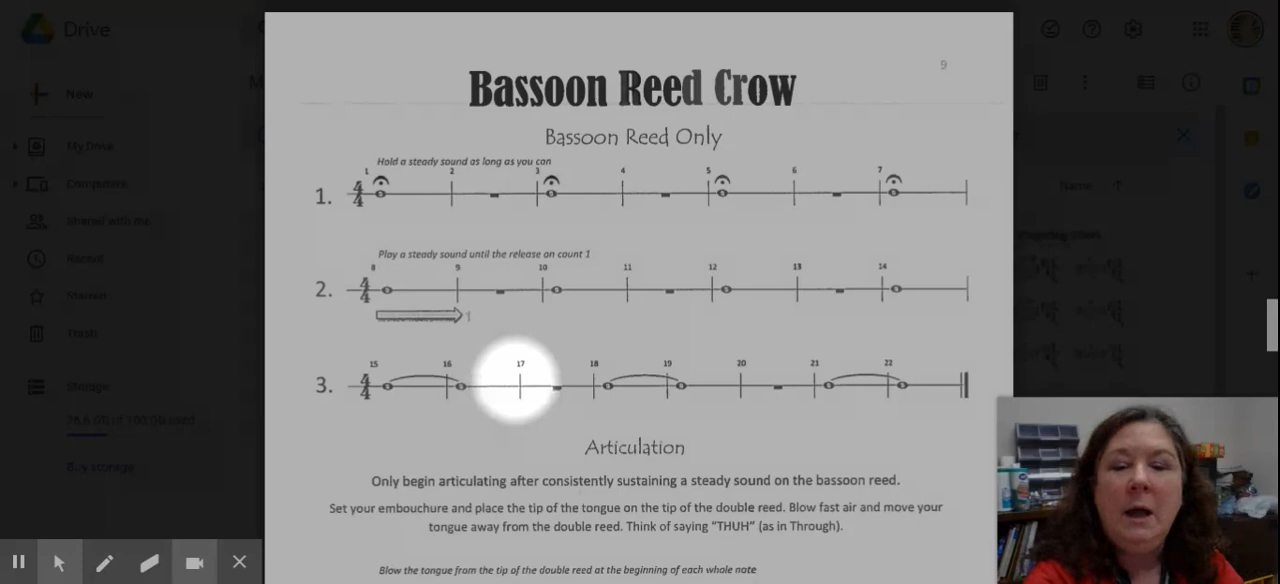 Drive
9
Bassoon Reed Crow
Bassoon Reed Only
New
My Drive
Computers
Shared with me
Recent
Starred
Trash
Storage
Buy storage
Name
Hold a steady sound as long as you can
1 2 3 4 5 6 7
1. 4/4
Play a steady sound until the release on count 1
8 9 10 11 12 13 14
2. 4/4
1
15 16 17 18 19 20 21 22
3. 4/4
Articulation
Only begin articulating after consistently sustaining a steady sound on the bassoon reed.
Set your embouchure and place the tip of the tongue on the tip of the double reed. Blow fast air and move your
tongue away from the double reed. Think of saying "THUH" (as in Through).
Blow the tongue from the tip of the double reed at the beginning of each whole note